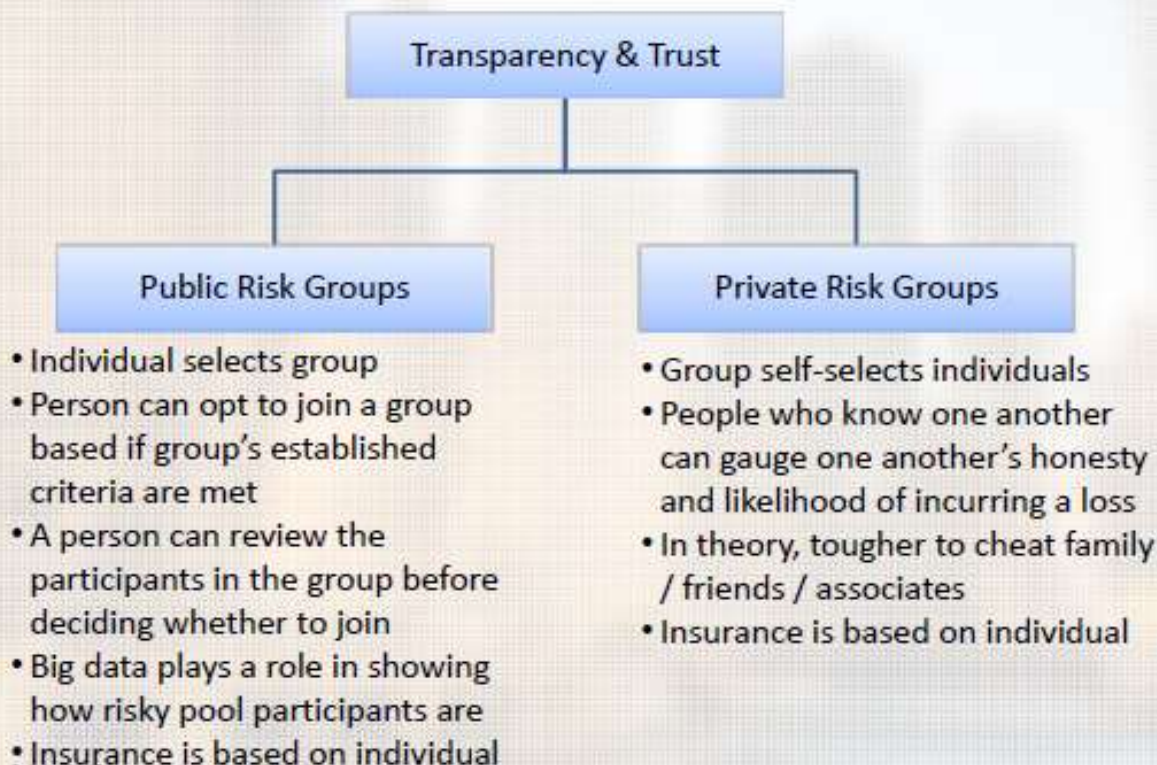 Transparency & Trust
Public Risk Groups
• Individual selects group
• Person can opt to join a group
based if group's established
criteria are met
• A person can review the
participants in the group before
deciding whether to join
• Big data plays a role in showing
how risky pool participants are
• Insurance is based on individual
Private Risk Groups
• Group self-selects individuals
• People who know one another
can gauge one another's honesty
and likelihood of incurring a loss
• In theory, tougher to cheat family
/ friends / associates
• Insurance is based on individual